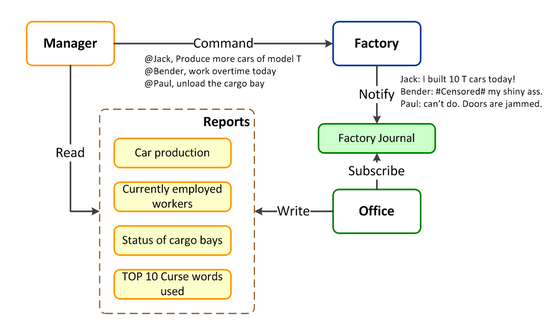 Manager
Command
Factory
@Jack, Produce more cars of model T
@Bender, work overtime today
@Paul, unload the cargo bay
Notify
Jack: I built 10 T cars today!
Bender: #Censored# my shiny ass.
Paul: can't do. Doors are jammed.
Reports
Factory Journal
Read
Car production
Subscribe
Currently employed
workers
Write
Office
Status of cargo bays
TOP 10 Curse words
used